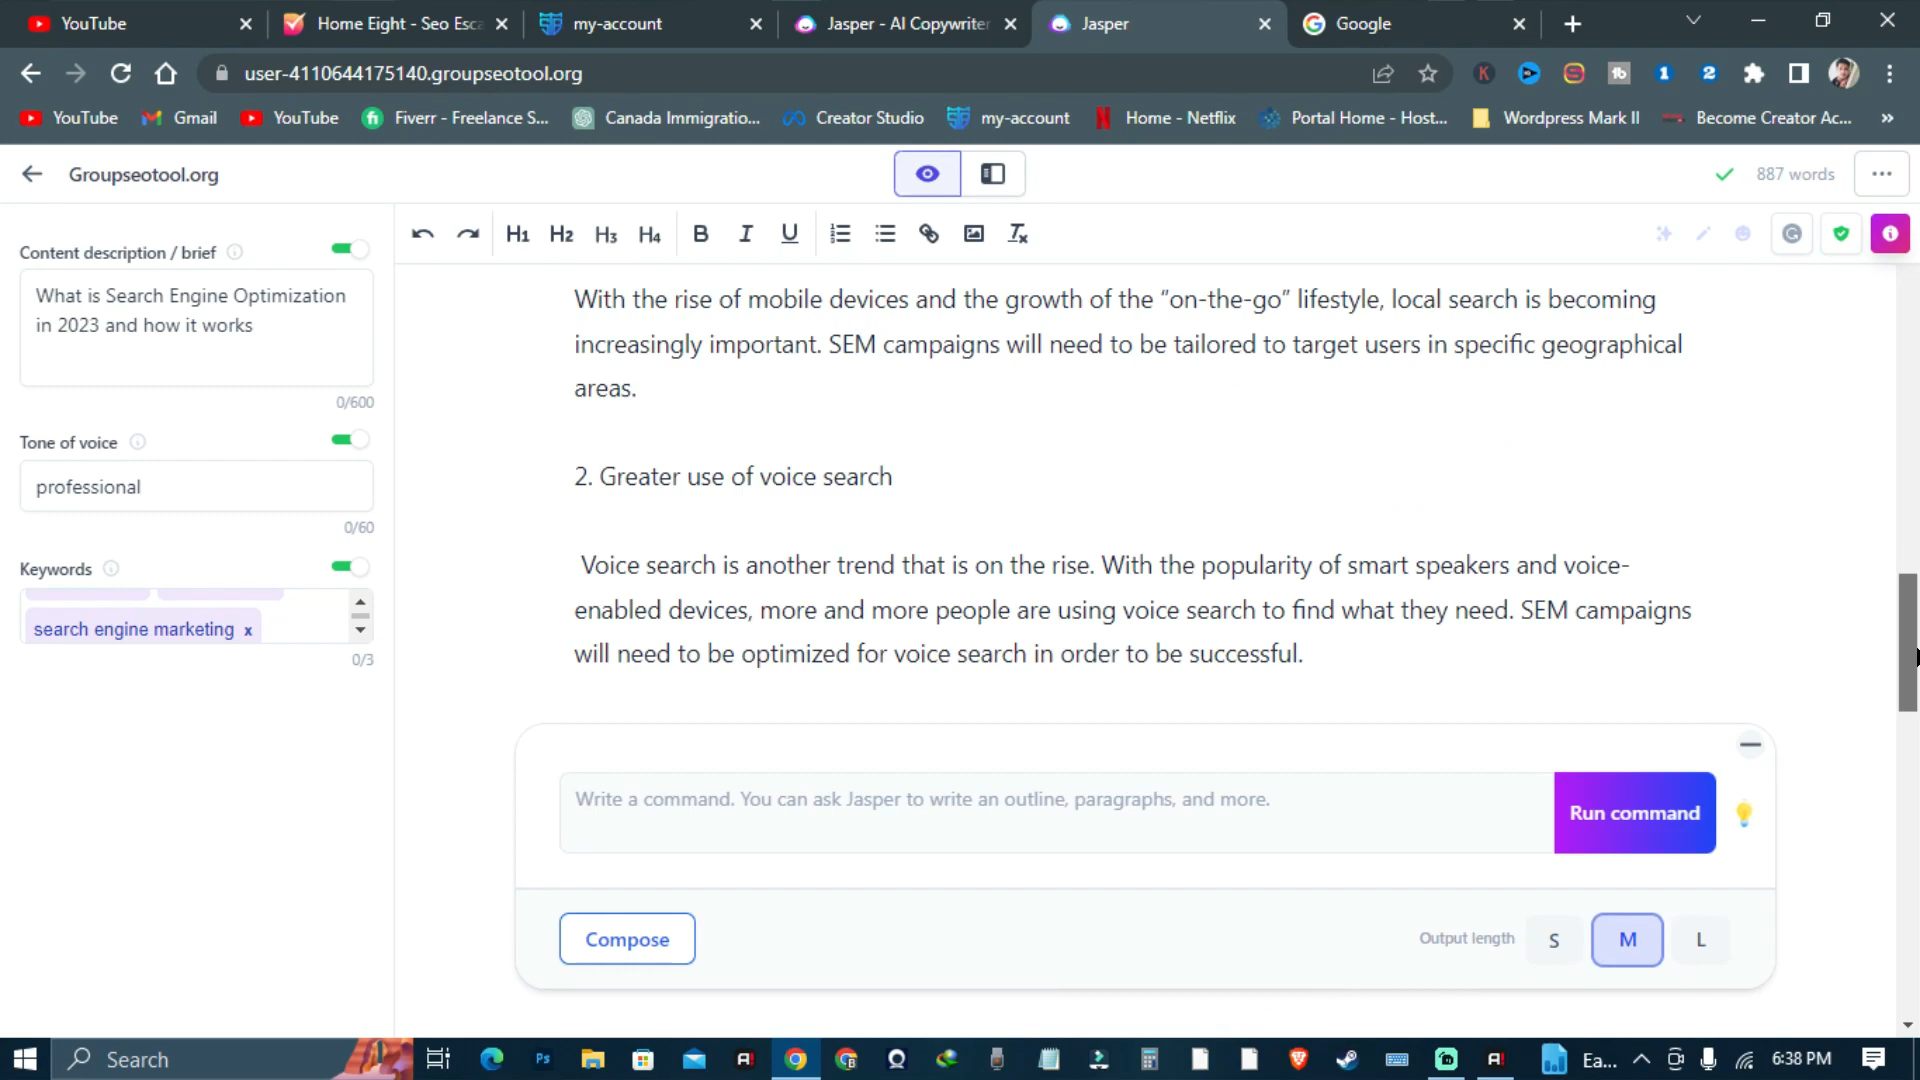 YouTube
Home Eight - Seo Esca
my-account
Jasper - AI Copywriter
Jasper
Google
user-4110644175140.groupseotool.org
YouTube
Gmail
YouTube
Fiverr - Freelance S...
Canada Immigratio...
Creator Studio
my-account
Home - Netflix
Portal Home - Host...
Wordpress Mark II
Become Creator Ac...
Groupseotool.org
887 words
H1 H2 H3 H4 B I U
Content description / brief
What is Search Engine Optimization
in 2023 and how it works
0/600
Tone of voice
professional
0/60
Keywords
search engine marketing x
0/3
With the rise of mobile devices and the growth of the “on-the-go” lifestyle, local search is becoming
increasingly important. SEM campaigns will need to be tailored to target users in specific geographical
areas.
2. Greater use of voice search
Voice search is another trend that is on the rise. With the popularity of smart speakers and voice-
enabled devices, more and more people are using voice search to find what they need. SEM campaigns
will need to be optimized for voice search in order to be successful.
Write a command. You can ask Jasper to write an outline, paragraphs, and more.
Run command
Compose
Output length
S
M
L
Search
Ps
Ea...
6:38 PM